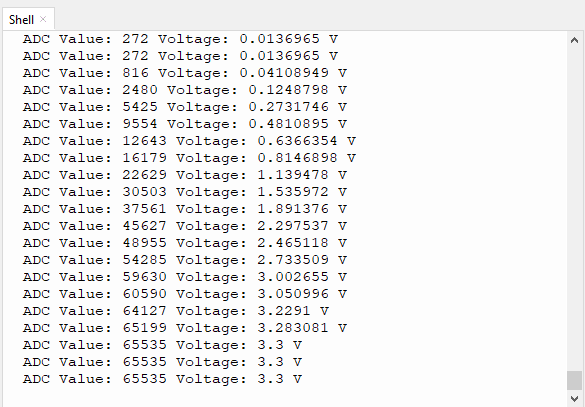 Shell ×
ADC Value: 272 Voltage: 0.0136965 V
ADC Value: 272 Voltage: 0.0136965 V
ADC Value: 816 Voltage: 0.04108949 V
ADC Value: 2480 Voltage: 0.1248798 V
ADC Value: 5425 Voltage: 0.2731746 V
ADC Value: 9554 Voltage: 0.4810895 V
ADC Value: 12643 Voltage: 0.6366354 V
ADC Value: 16179 Voltage: 0.8146898 V
ADC Value: 22629 Voltage: 1.139478 V
ADC Value: 30503 Voltage: 1.535972 V
ADC Value: 37561 Voltage: 1.891376 V
ADC Value: 45627 Voltage: 2.297537 V
ADC Value: 48955 Voltage: 2.465118 V
ADC Value: 54285 Voltage: 2.733509 V
ADC Value: 59630 Voltage: 3.002655 V
ADC Value: 60590 Voltage: 3.050996 V
ADC Value: 64127 Voltage: 3.2291 V
ADC Value: 65199 Voltage: 3.283081 V
ADC Value: 65535 Voltage: 3.3 V
ADC Value: 65535 Voltage: 3.3 V
ADC Value: 65535 Voltage: 3.3 V